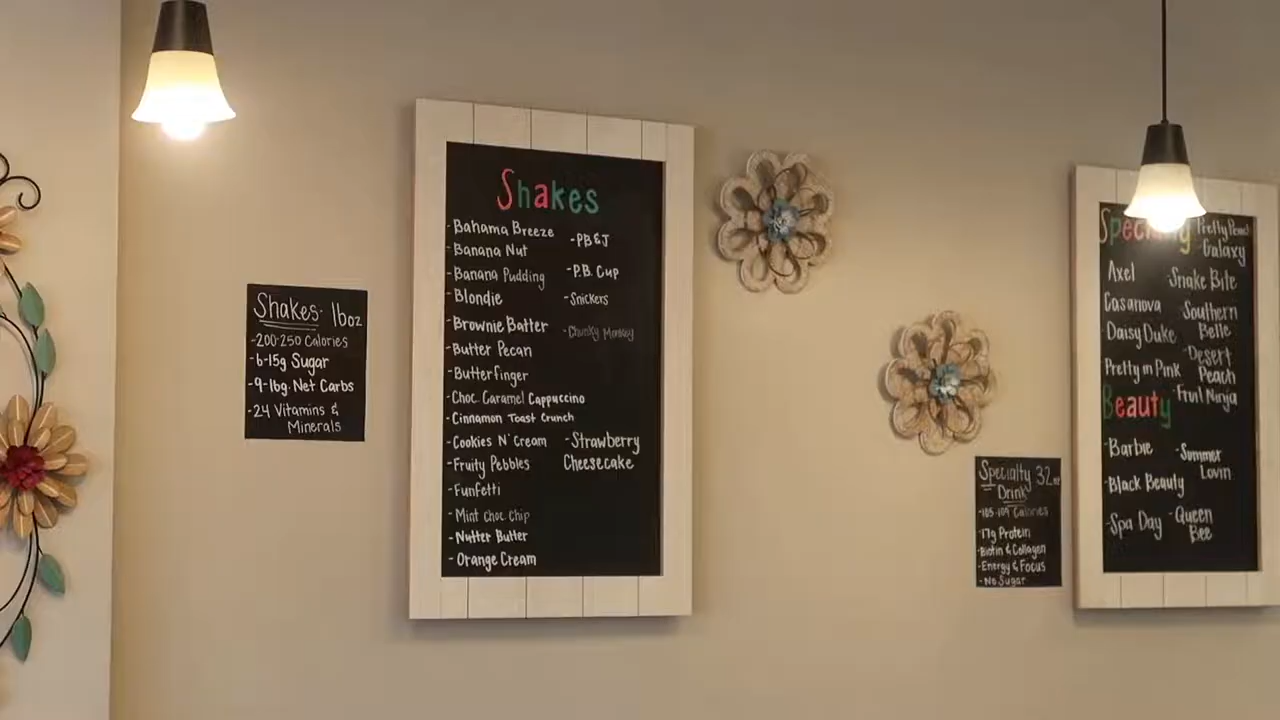 Shakes- 16oz
-200-250 Calories
-6-15g Sugar
-9-16g. Net Carbs
-24 Vitamins &
Minerals
Shakes
-Bahama Breeze
-Banana Nut
-Banana Pudding
-Blondie
-Brownie Batter
-Butter Pecan
-Butterfinger
-Choc. Caramel Cappuccino
-Cinnamon Toast Crunch
-Cookies N' Cream
-Fruity Pebbles
-Funfetti
-Mint Choc Chip
-Nutter Butter
-Orange Cream
-PB&J
-P.B. Cup
-Snickers
-Chunky Monkey
-Strawberry
Cheesecake
Specialty 32oz
Drink
-17g Protein
-Biotin & Collagen
-Energy & Focus
-No Sugar
Specialty
Axel
Casanova
-Daisy Duke
Pretty in Pink
Pretty
Galaxy
-Snake Bite
-Southern
Belle
-Desert
Peach
-Fruit Ninja
Beauty
-Barbie
-Black Beauty
-Spa Day
-Summer
Lovin
-Queen
Bee